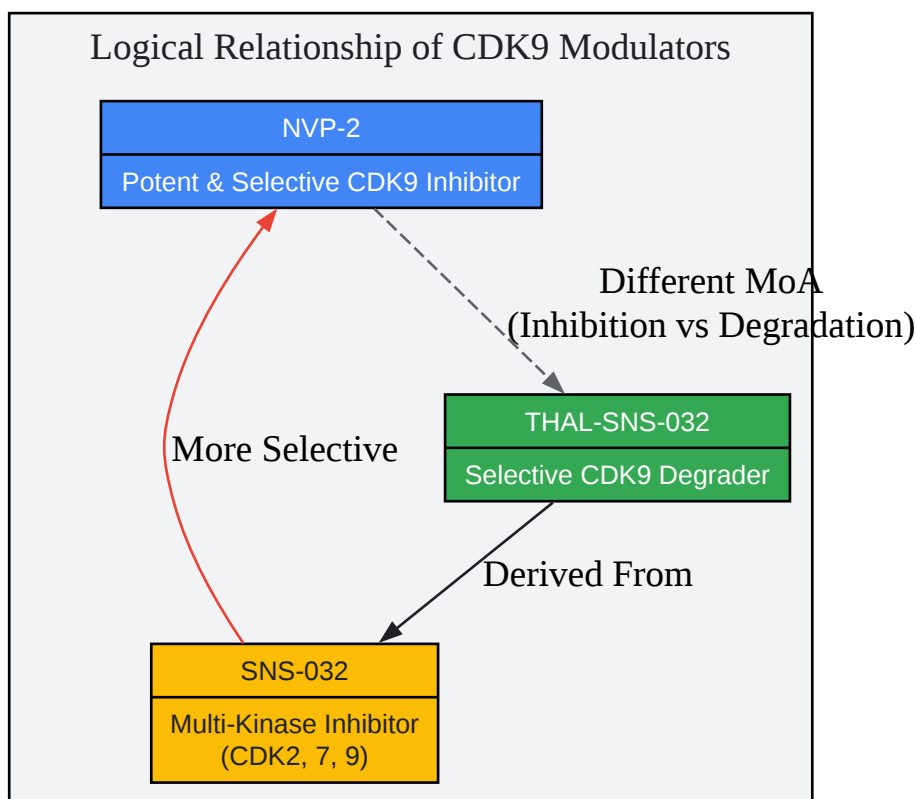 Logical Relationship of CDK9 Modulators
NVP-2
Potent & Selective CDK9 Inhibitor
Different MoA
(Inhibition vs Degradation)
THAL-SNS-032
Selective CDK9 Degrader
More Selective
Derived From
SNS-032
Multi-Kinase Inhibitor
(CDK2, 7, 9)